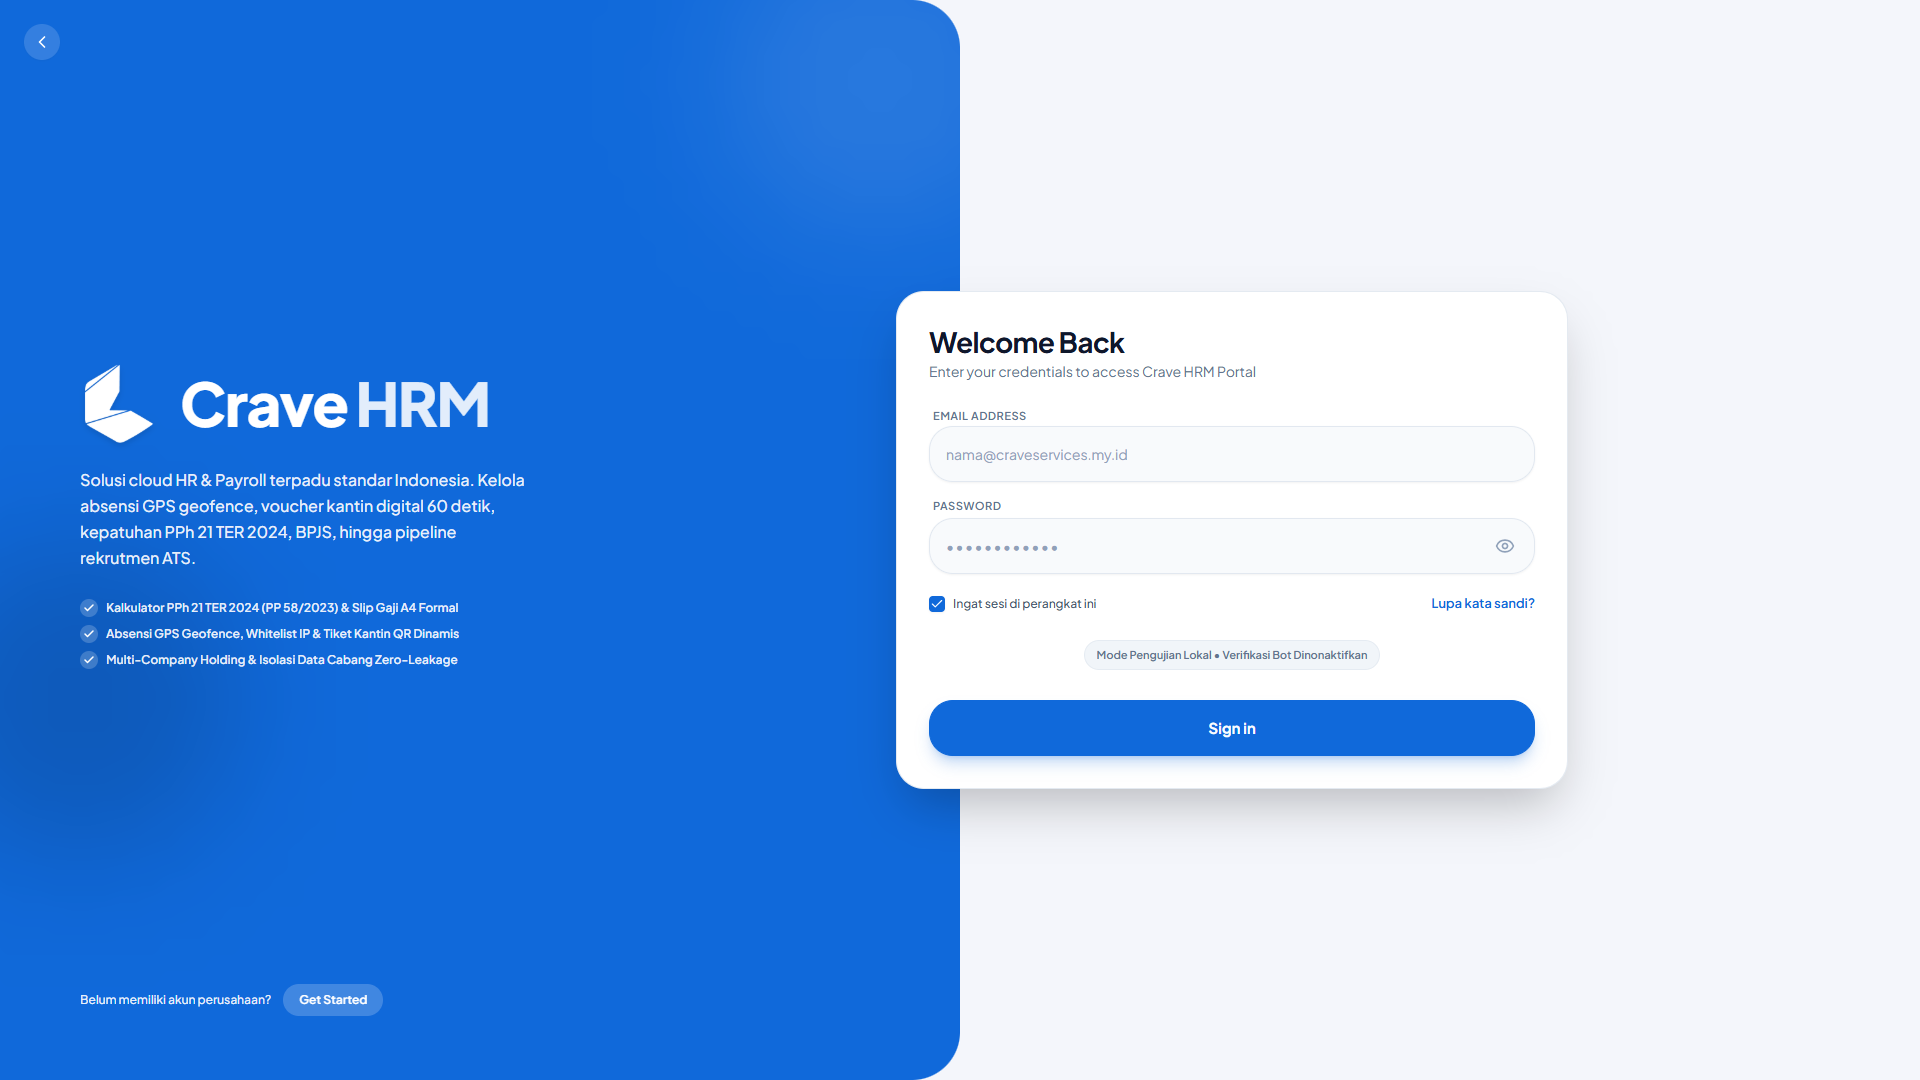 Crave HRM
Solusi cloud HR & Payroll terpadu standar Indonesia. Kelola
absensi GPS geofence, voucher kantin digital 60 detik,
kepatuhan PPh 21 TER 2024, BPJS, hingga pipeline
rekrutmen ATS.
Kalkulator PPh 21 TER 2024 (PP 58/2023) & Slip Gaji A4 Formal
Absensi GPS Geofence, Whitelist IP & Tiket Kantin QR Dinamis
Multi-Company Holding & Isolasi Data Cabang Zero-Leakage
Belum memiliki akun perusahaan?
Get Started
Welcome Back
Enter your credentials to access Crave HRM Portal
EMAIL ADDRESS
nama@craveservices.my.id
PASSWORD
••••••••••••
Ingat sesi di perangkat ini
Lupa kata sandi?
Mode Pengujian Lokal • Verifikasi Bot Dinonaktifkan
Sign in